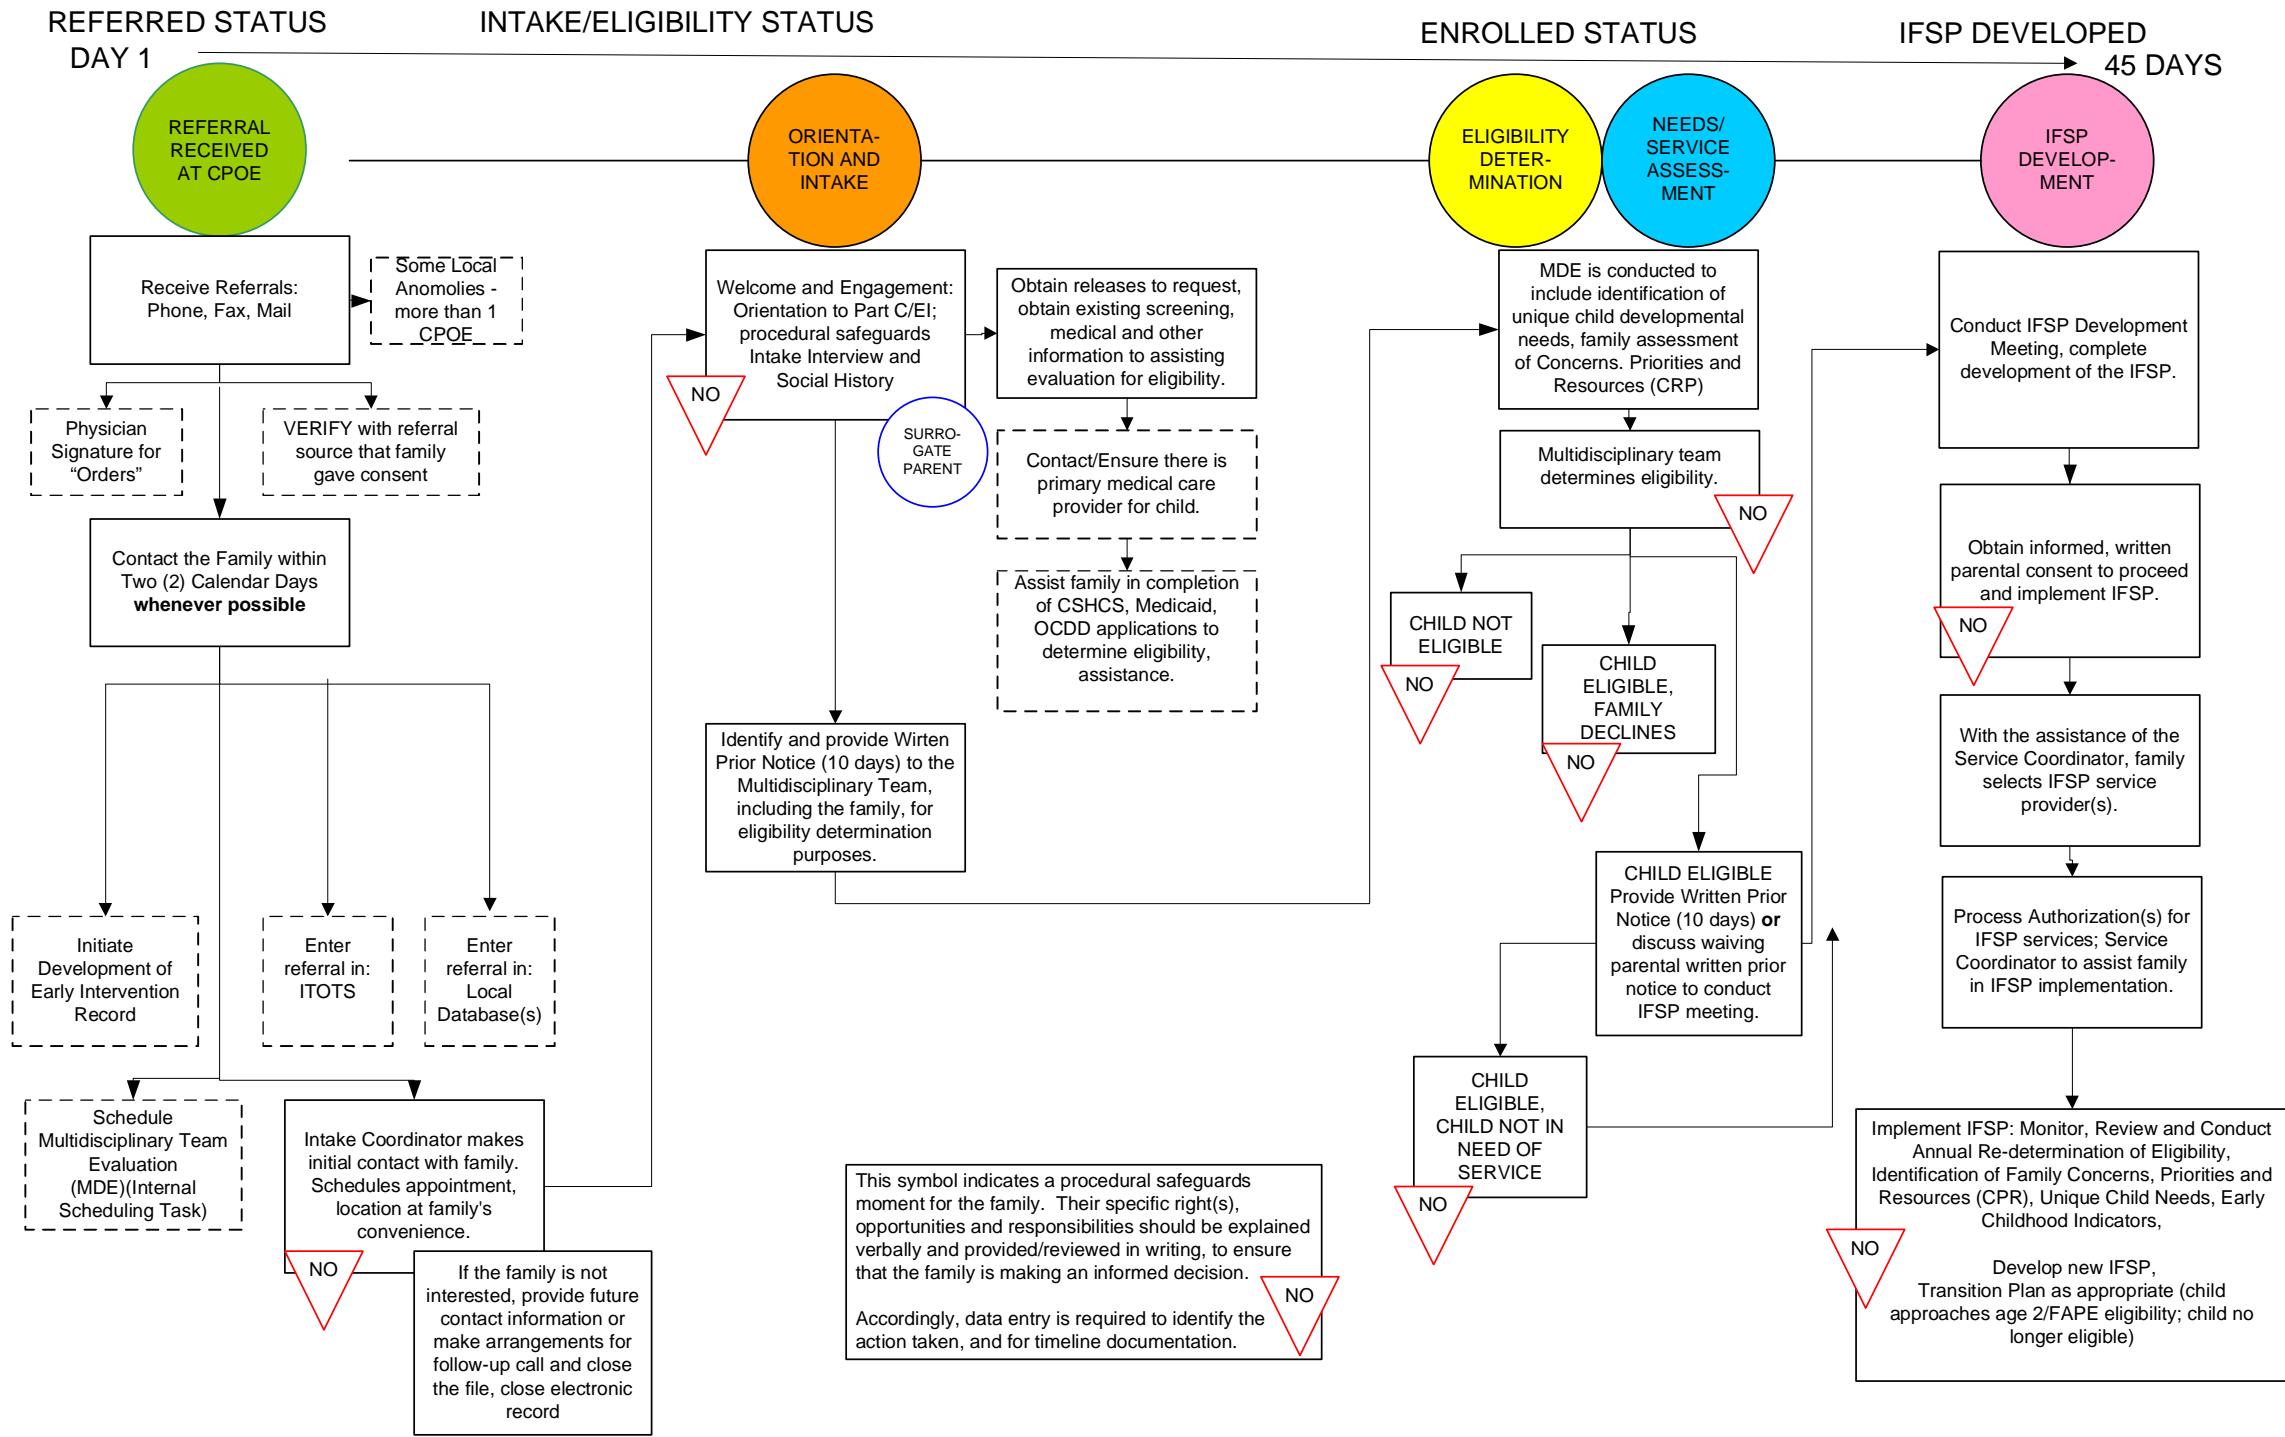 REFERRED STATUS
DAY 1
INTAKE/ELIGIBILITY STATUS
ENROLLED STATUS
IFSP DEVELOPED
45 DAYS
REFERRAL
RECEIVED
AT CPOE
ORIENTA-
TION AND
INTAKE
ELIGIBILITY
DETER-
MINATION
NEEDS/
SERVICE
ASSESS-
MENT
IFSP
DEVELOP-
MENT
Receive Referrals:
Phone, Fax, Mail
Some Local
Anomolies -
more than 1
CPOE
Physician
Signature for
“Orders”
VERIFY with referral
source that family
gave consent
Contact the Family within
Two (2) Calendar Days
whenever possible
Initiate
Development of
Early Intervention
Record
Enter
referral in:
ITOTS
Enter
referral in:
Local
Database(s)
Schedule
Multidisciplinary Team
Evaluation
(MDE)(Internal
Scheduling Task)
Intake Coordinator makes
initial contact with family.
Schedules appointment,
location at family's
convenience.
NO
If the family is not
interested, provide future
contact information or
make arrangements for
follow-up call and close
the file, close electronic
record
Welcome and Engagement:
Orientation to Part C/EI;
procedural safeguards
Intake Interview and
Social History
NO
SURRO-
GATE
PARENT
Obtain releases to request,
obtain existing screening,
medical and other
information to assisting
evaluation for eligibility.
Contact/Ensure there is
primary medical care
provider for child.
Assist family in completion
of CSHCS, Medicaid,
OCDD applications to
determine eligibility,
assistance.
Identify and provide Wirten
Prior Notice (10 days) to the
Multidisciplinary Team,
including the family, for
eligibility determination
purposes.
This symbol indicates a procedural safeguards
moment for the family.  Their specific right(s),
opportunities and responsibilities should be explained
verbally and provided/reviewed in writing, to ensure
that the family is making an informed decision.
Accordingly, data entry is required to identify the
action taken, and for timeline documentation.
NO
MDE is conducted to
include identification of
unique child developmental
needs, family assessment
of Concerns. Priorities and
Resources (CRP)
Multidisciplinary team
determines eligibility.
NO
CHILD NOT
ELIGIBLE
NO
CHILD
ELIGIBLE,
FAMILY
DECLINES
NO
CHILD ELIGIBLE
Provide Written Prior
Notice (10 days) or
discuss waiving
parental written prior
notice to conduct
IFSP meeting.
CHILD
ELIGIBLE,
CHILD NOT IN
NEED OF
SERVICE
NO
Conduct IFSP Development
Meeting, complete
development of the IFSP.
Obtain informed, written
parental consent to proceed
and implement IFSP.
NO
With the assistance of the
Service Coordinator, family
selects IFSP service
provider(s).
Process Authorization(s) for
IFSP services; Service
Coordinator to assist family
in IFSP implementation.
Implement IFSP: Monitor, Review and Conduct
Annual Re-determination of Eligibility,
Identification of Family Concerns, Priorities and
Resources (CPR), Unique Child Needs, Early
Childhood Indicators,
NO
Develop new IFSP,
Transition Plan as appropriate (child
approaches age 2/FAPE eligibility; child no
longer eligible)